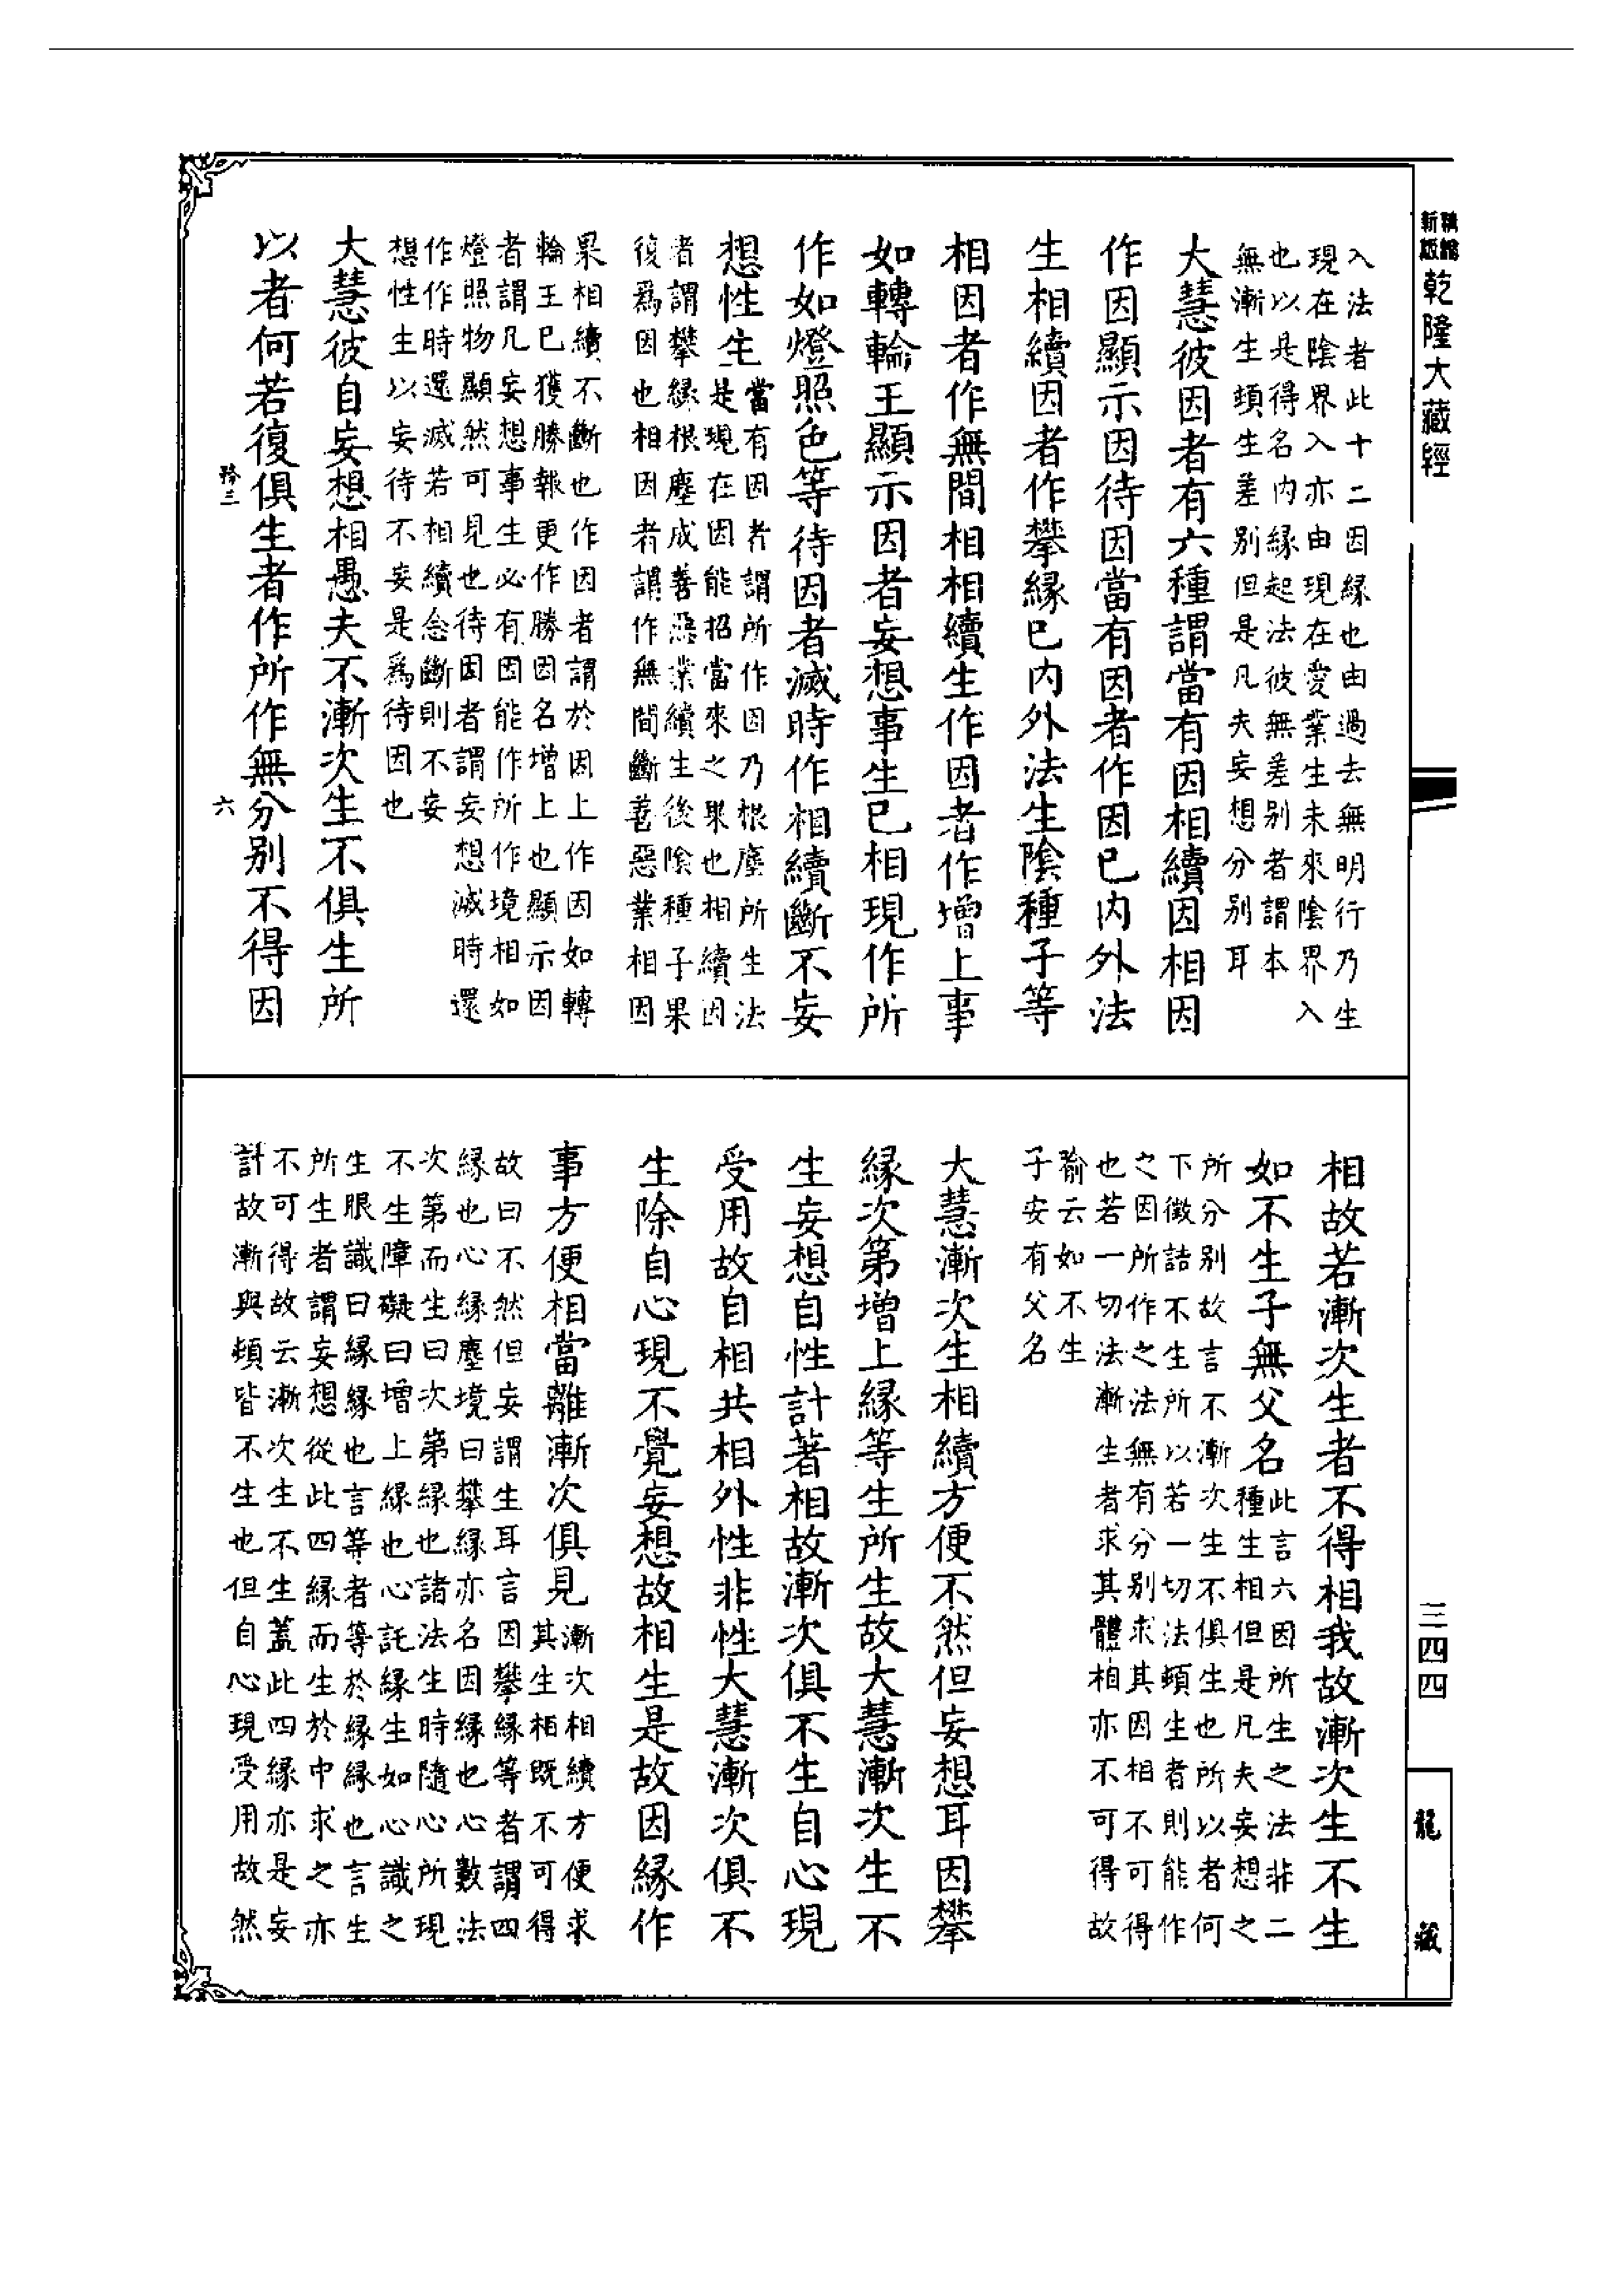 新編
縮版
乾隆大藏經
入法者此十二因緣也由過去無明行乃生
現在陰界入亦由現在愛業生未來陰界入
也以是得名內緣起法彼無差別者謂本
無漸生頓生差別但是凡夫妄想分別耳
大慧彼因者有六種謂當有因相續因相因
作因顯示因待因當有因者作因已內外法
生相續因者作攀緣已內外法生陰種子等
相因者作無間相相續生作因者作增上事
如轉輪王顯示因者妄想事生已相現作所
作如燈照色等待因者滅時作相續斷不妄
想性生
當有因者謂所作因乃根塵所生法
是現在因能招當來之果也相續因
者謂攀緣根塵成善惡業續生後陰種子果
復爲因也相因者謂作無間斷善惡業相因
果相續不斷也作因者謂於因上作因如轉
輪王已獲勝報更作勝因名增上也顯示因
者謂凡妄想事生必有因能作所作境相如
燈照物顯然可見也待因者謂妄想滅時還
作作時還滅若相續念斷則不妄
想性生以妄待不妄是爲待因也
大慧彼自妄想相愚夫不漸次生不俱生所
以者何若復俱生者作所作無分別不得因
六
相故若漸次生者不得相我故漸次生不生
如不生子無父名
此言六因所生之法非二
種生相但是凡夫妄想之
所分別故言不漸次生不俱生也所以者何
下徵詰不生所以若一切法頓生者則能作
之因所作之法無有分別求其因相不可得
也若一切法漸生者求其體相亦不可得故
喻云如不生
子安有父名
大慧漸次生相續方便不然但妄想耳因攀
緣次第增上緣等生所生故大慧漸次生不
生妄想自性計著相故漸次俱不生自心現
受用故自相共相外性非性大慧漸次俱不
生除自心現不覺妄想故相生是故因緣作
事方便相當離漸次俱見
漸次相續方便求
其生相既不可得
故曰不然但妄謂生耳言因攀緣等者謂四
緣也心緣塵境曰攀緣亦名因緣也心數法
次第而生曰次第緣也諸法生時隨心所現
不生障礙曰增上緣也心託緣生如心識之
生眼識曰緣緣也言等者等於緣緣也言生
所生者謂妄想從此四緣而生於中求之亦
不可得故云漸次生不生蓋此四緣亦是妄
計故漸與頓皆不生也但自心現受用故然
三四四
龍藏